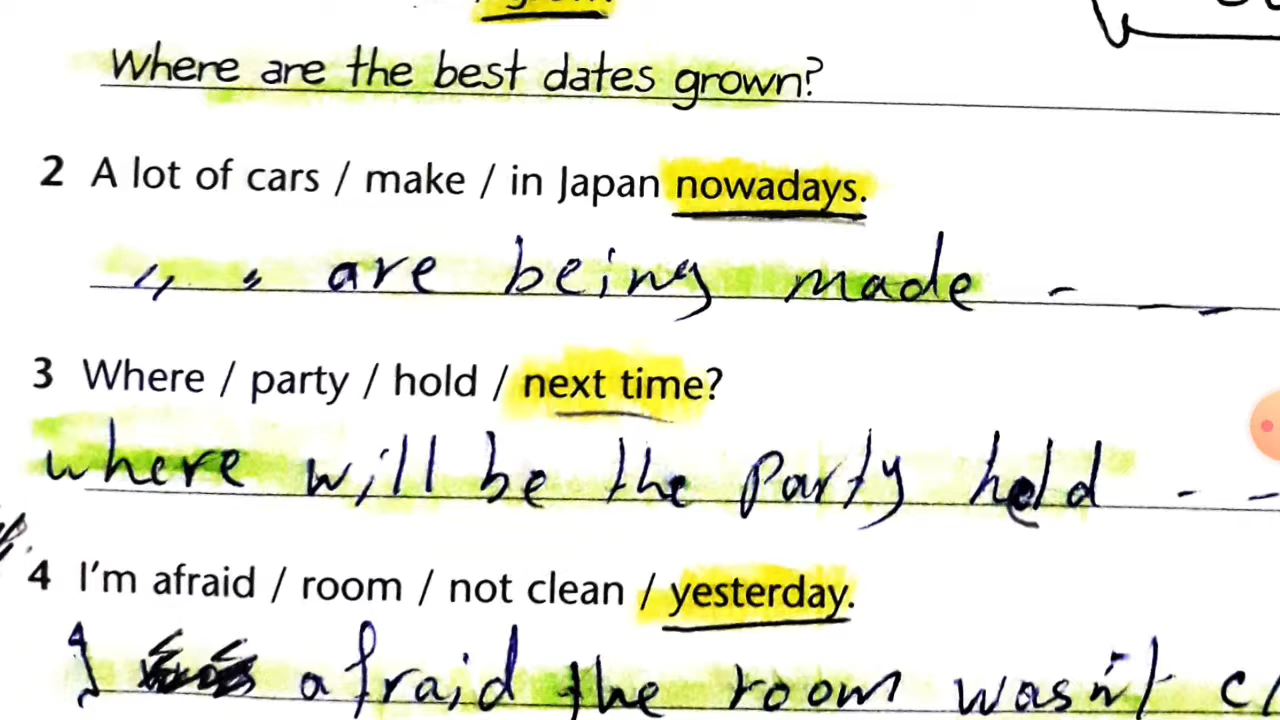 grown.
Where are the best dates grown?
2 A lot of cars / make / in Japan nowadays.
〃 〃 are being made - — —
3 Where / party / hold / next time?
where will be the party held - -
4 I'm afraid / room / not clean / yesterday.
I afraid the room wasn't cl